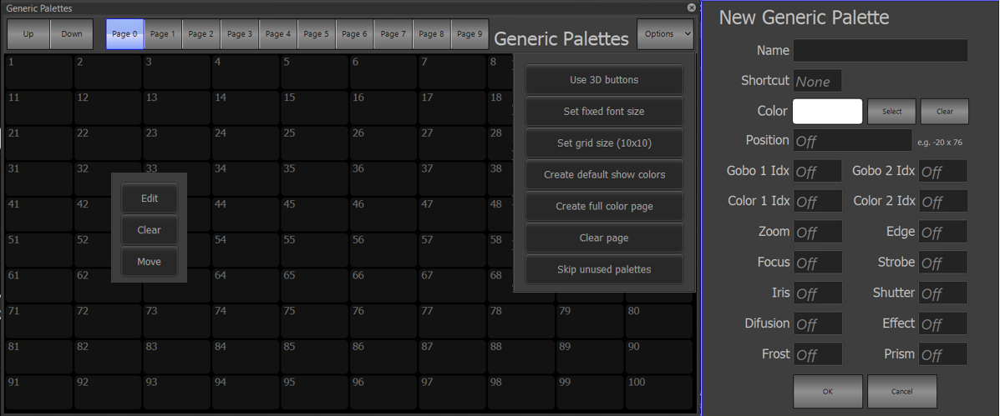 Generic Palettes
Up Down Page 0 Page 1 Page 2 Page 3 Page 4 Page 5 Page 6 Page 7 Page 8 Page 9 Generic Palettes Options
1 2 3 4 5 6 7 8
11 12 13 14 15 16 17 18
21 22 23 24 25 26 27 28
31 32 33 34 35 36 37 38
41 42 43 44 45 46 47 48
51 52 53 54 55 56 57 58
61 62 63 64 65 66 67 68
71 72 73 74 75 76 77 78 79 80
81 82 83 84 85 86 87 88 89 90
91 92 93 94 95 96 97 98 99 100
Edit
Clear
Move
Use 3D buttons
Set fixed font size
Set grid size (10x10)
Create default show colors
Create full color page
Clear page
Skip unused palettes
New Generic Palette
Name
Shortcut None
Color Select Clear
Position Off e.g. -20 x 76
Gobo 1 Idx Off Gobo 2 Idx Off
Color 1 Idx Off Color 2 Idx Off
Zoom Off Edge Off
Focus Off Strobe Off
Iris Off Shutter Off
Difusion Off Effect Off
Frost Off Prism Off
OK Cancel